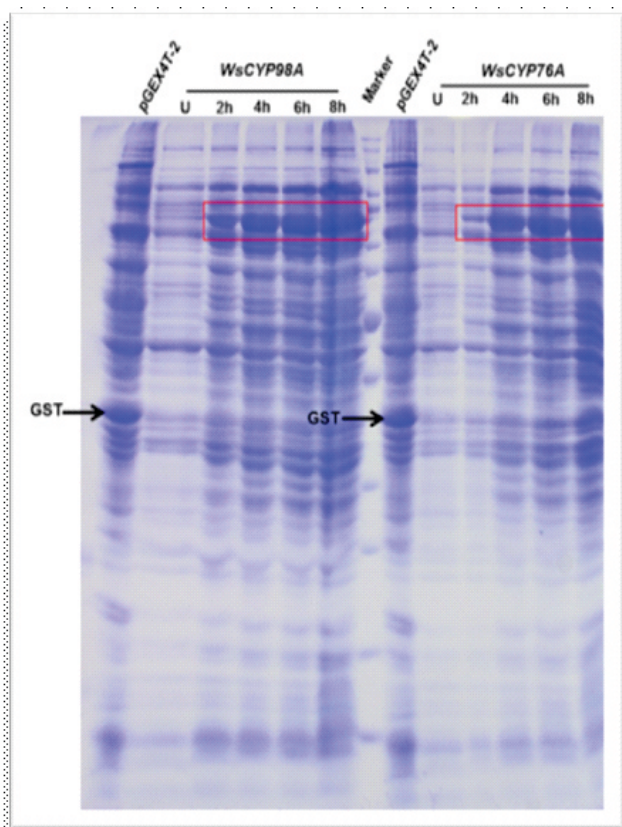 pGEX4T-2 WsCYP98A Marker pGEX4T-2 WsCYP76A
U 2h 4h 6h 8h U 2h 4h 6h 8h
GST GST